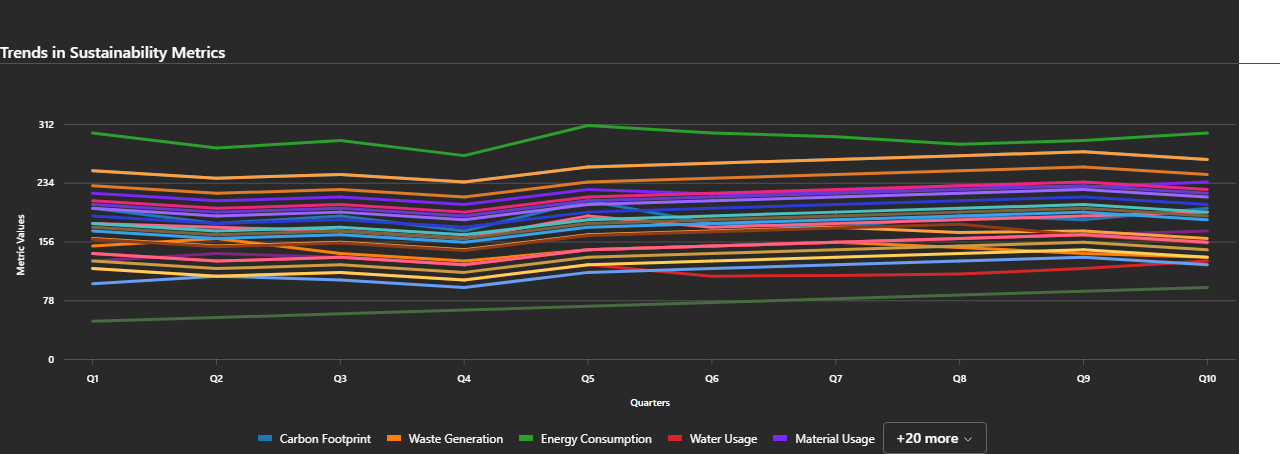 Trends in Sustainability Metrics
312
234
156
78
0
Metric Values
Q1 Q2 Q3 Q4 Q5 Q6 Q7 Q8 Q9 Q10
Quarters
Carbon Footprint Waste Generation Energy Consumption Water Usage Material Usage +20 more